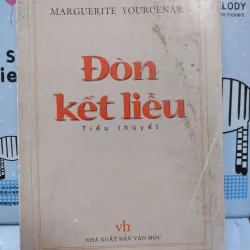 MARGUERITE YOURCENAR
Đòn
kết liễu
Tiểu thuyết
vh
NHÀ XUẤT BẢN VĂN HỌC